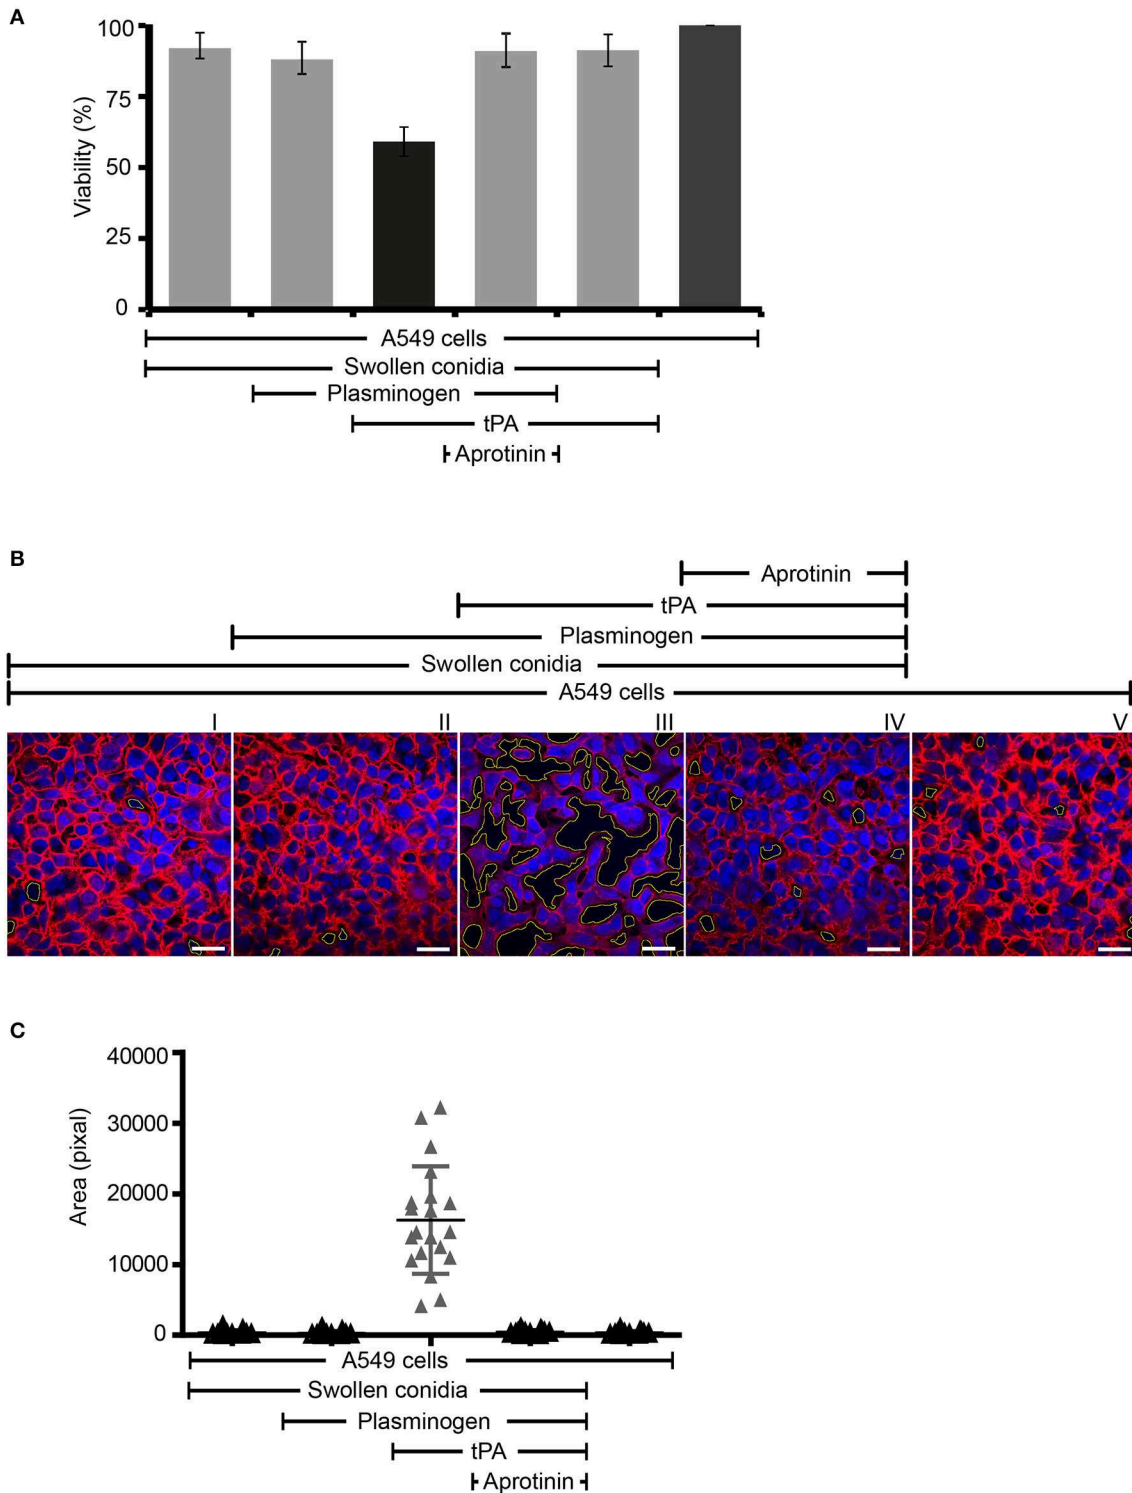 A
Viability (%)
100
75
50
25
0
A549 cells
Swollen conidia
Plasminogen
tPA
Aprotinin
B
Aprotinin
tPA
Plasminogen
Swollen conidia
A549 cells
I II III IV V
C
Area (pixal)
40000
30000
20000
10000
0
A549 cells
Swollen conidia
Plasminogen
tPA
Aprotinin